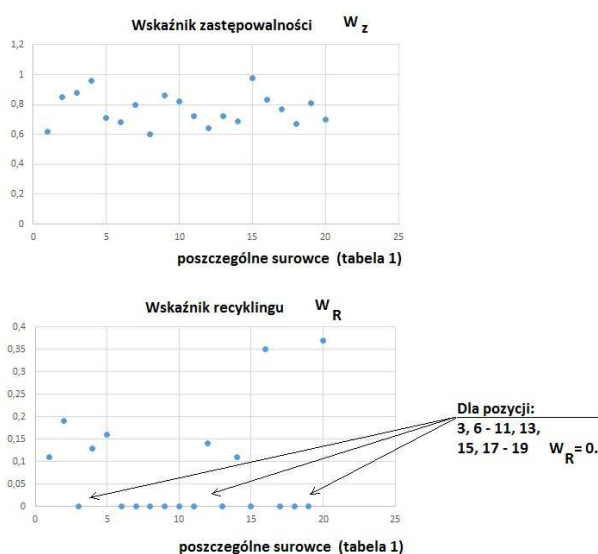 Wskaźnik zastępowalności W z
1,2
1
0,8
0,6
0,4
0,2
0
0 5 10 15 20 25
poszczególne surowce (tabela 1)
Wskaźnik recyklingu W R
0,4
0,35
0,3
0,25
0,2
0,15
0,1
0,05
0
0 5 10 15 20 25
poszczególne surowce (tabela 1)
Dla pozycji:
3, 6 - 11, 13,
15, 17 - 19 W R = 0.